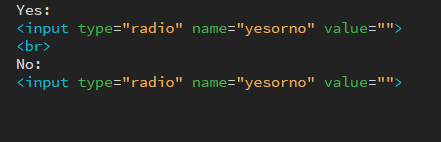 Yes:
<input type="radio" name="yesorno" value="">
<br>
No:
<input type="radio" name="yesorno" value="">